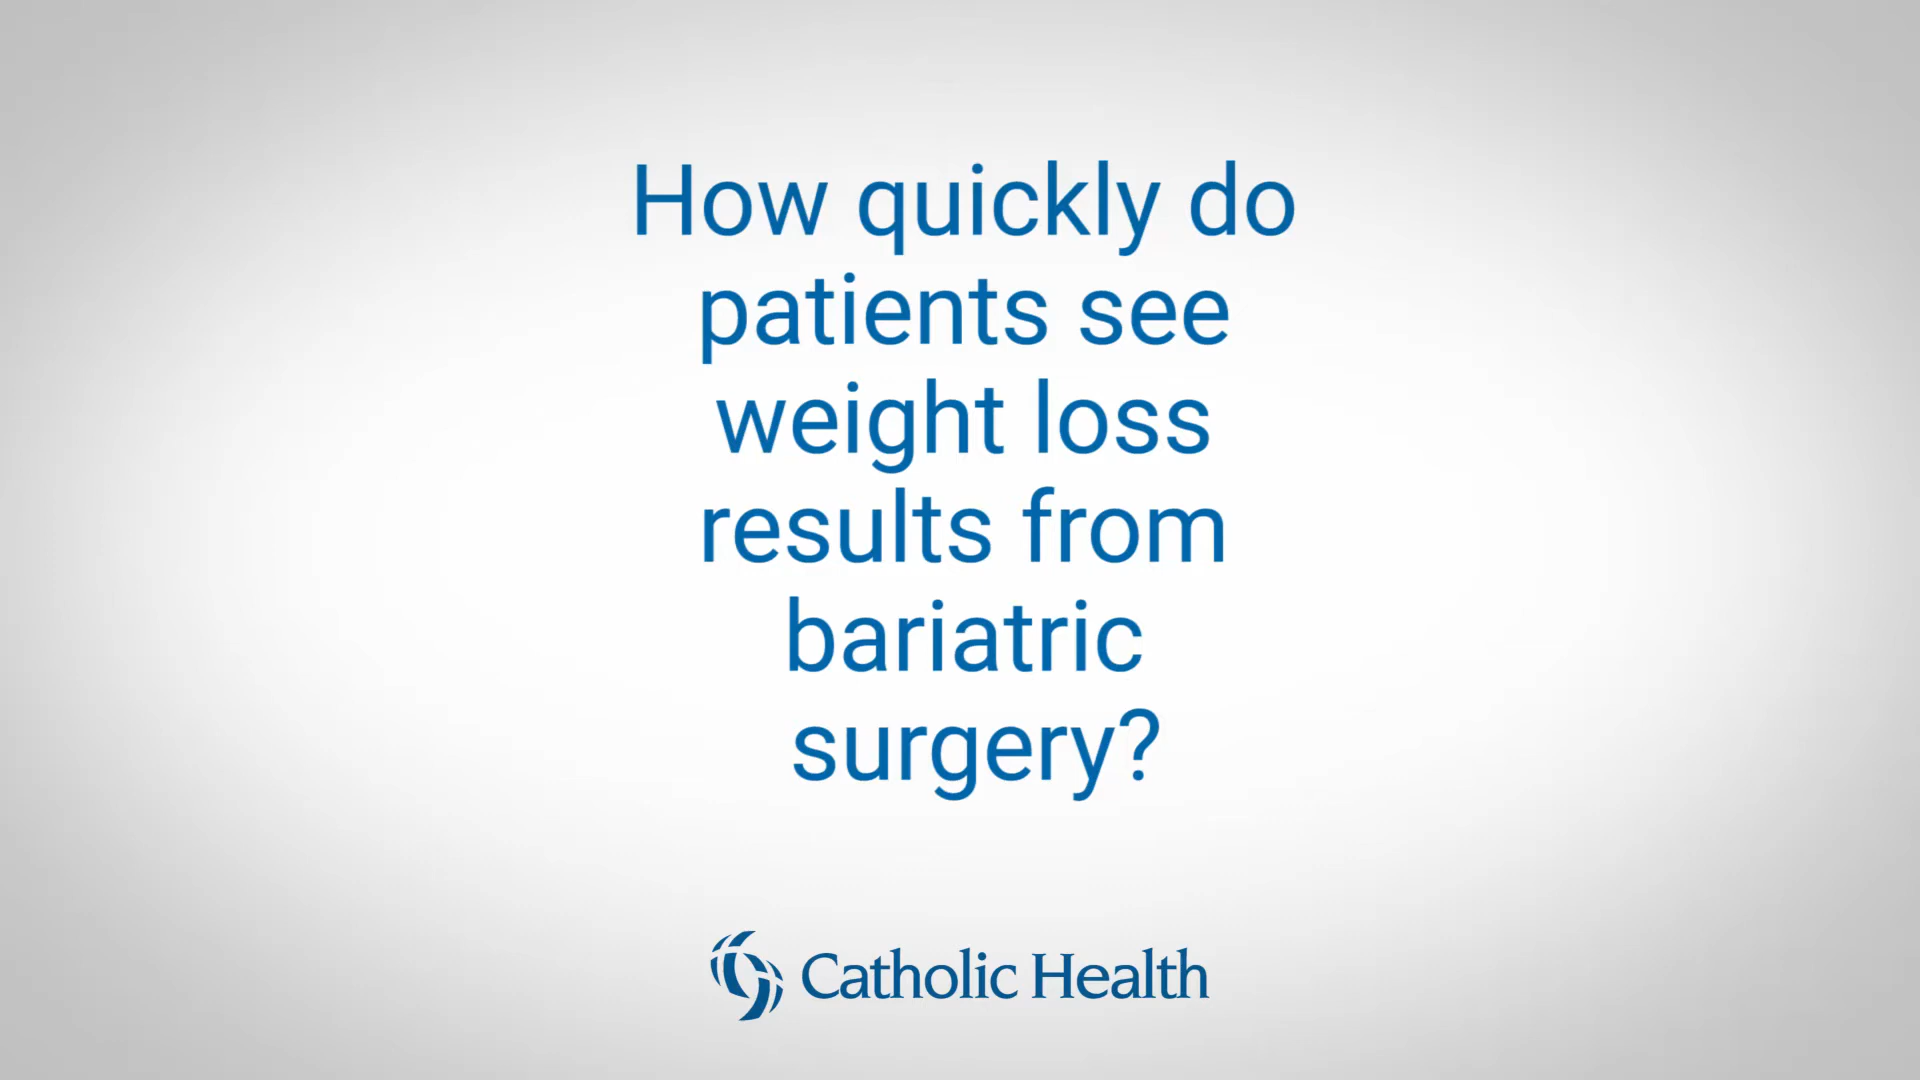 How quickly do
patients see
weight loss
results from
bariatric
surgery?
Catholic Health